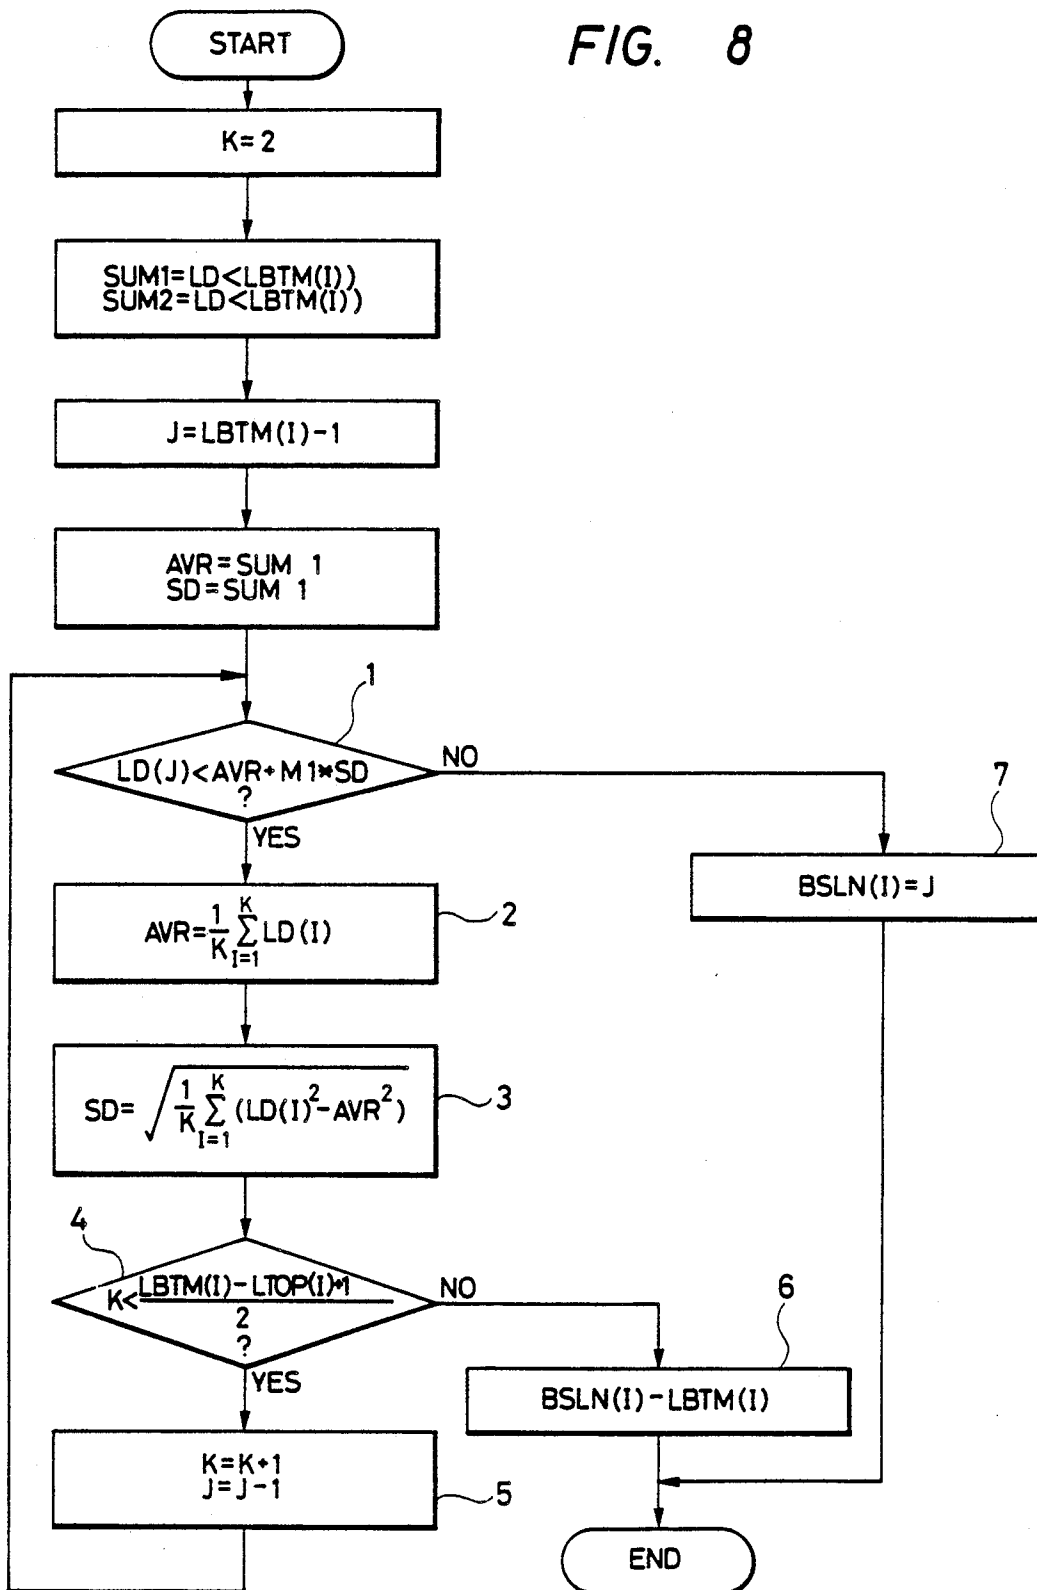 START
FIG. 8
K=2
SUM1=LD<LBTM(I))
SUM2=LD<LBTM(I))
J=LBTM(I)-1
AVR=SUM 1
SD=SUM 1
1
LD(J)<AVR+M1*SD
?
NO
YES
7
BSLN(I)=J
AVR=1/K K∑I=1 LD(I)
2
SD=√1/K K∑I=1 (LD(I)²-AVR²)
3
4
K<LBTM(I)-LTOP(I)+1
2
?
NO
YES
6
BSLN(I)-LBTM(I)
K=K+1
J=J-1
5
END